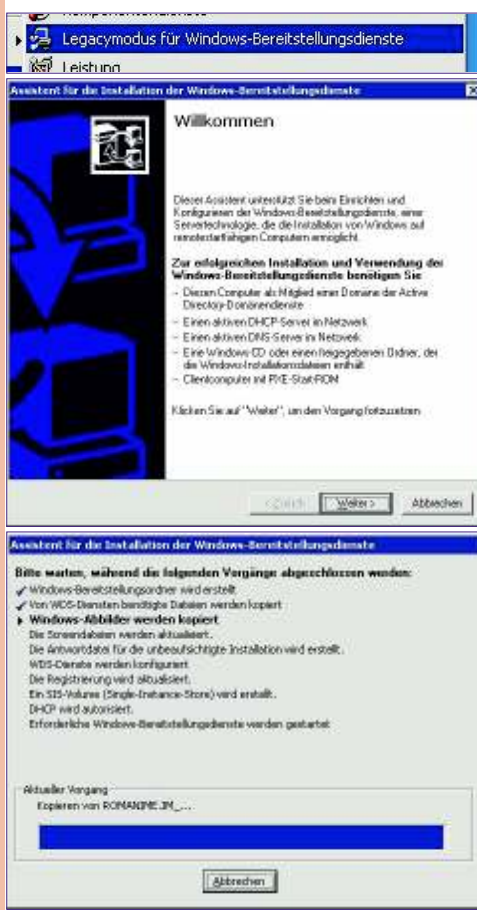 Komponentendienste
Legacymodus für Windows-Bereitstellungsdienste
Leistung
Assistent für die Installation der Windows-Bereitstellungsdienste
Willkommen
Dieser Assistent unterstützt Sie beim Einrichten und
Konfigurieren der Windows-Bereitstellungsdienste, einer
Servertechnologie, die die Installation von Windows auf
remotestartfähigen Computern ermöglicht.
Zur erfolgreichen Installation und Verwendung der
Windows-Bereitstellungsdienste benötigen Sie
- Diesen Computer als Mitglied einer Domäne der Active
Directory-Domänendienste
- Einen aktiven DHCP-Server im Netzwerk
- Einen aktiven DNS-Server im Netzwerk
- Eine Windows-CD oder einen freigegebenen Ordner, der
die Windows-Installationsdateien enthält
- Clientcomputer mit PXE-Start-ROM
Klicken Sie auf "Weiter", um den Vorgang fortzusetzen
< Zurück Weiter > Abbrechen
Assistent für die Installation der Windows-Bereitstellungsdienste
Bitte warten, während die folgenden Vorgänge abgeschlossen werden:
Windows-Bereitstellungsordner wird erstellt
Von WDS-Diensten benötigte Dateien werden kopiert
Windows-Abbilder werden kopiert
Die Screendateien werden aktualisiert.
Die Antwortdatei für die unbeaufsichtigte Installation wird erstellt.
WDS-Dienste werden konfiguriert
Die Registrierung wird aktualisiert.
Ein SIS-Volume (Single-Instance-Store) wird erstellt.
DHCP wird autorisiert.
Erforderliche Windows-Bereitstellungsdienste werden gestartet
Aktueller Vorgang
Kopieren von ROMANIME.IM_...
Abbrechen